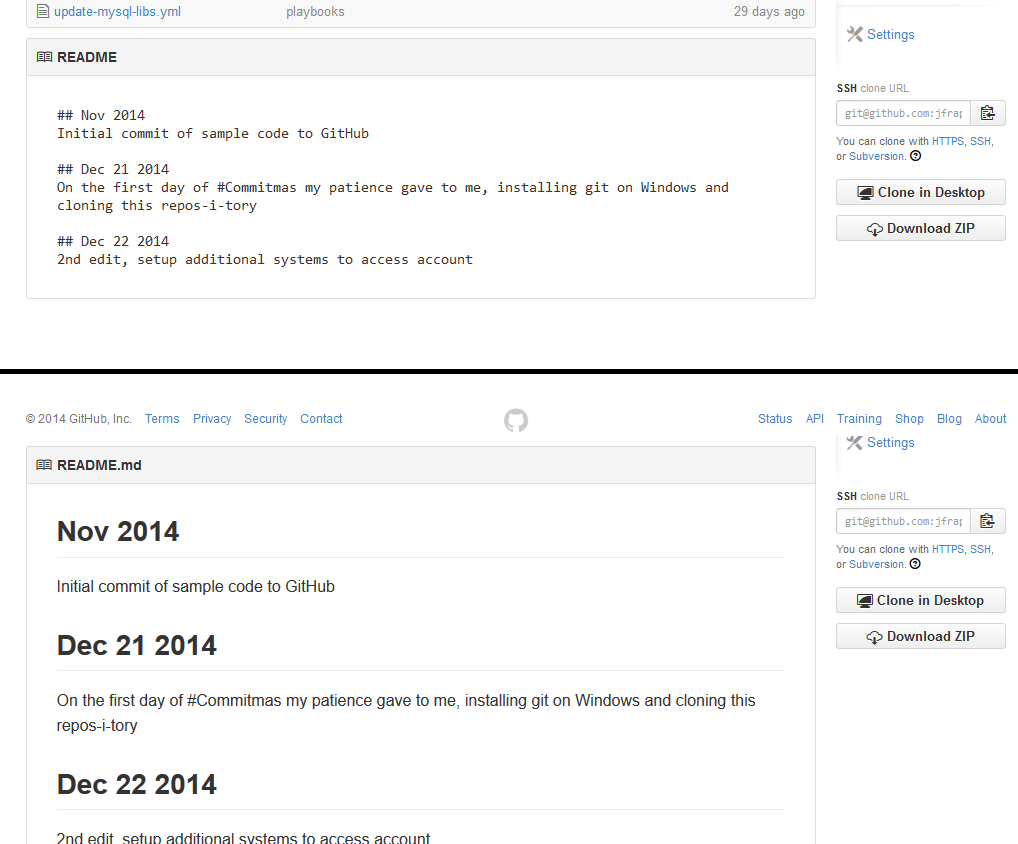 update-mysql-libs.yml playbooks 29 days ago
Settings
README
SSH clone URL
## Nov 2014
git@github.com:jfrap
Initial commit of sample code to GitHub
You can clone with HTTPS, SSH,
or Subversion.
## Dec 21 2014
On the first day of #Commitmas my patience gave to me, installing git on Windows and
Clone in Desktop
cloning this repos-i-tory
Download ZIP
## Dec 22 2014
2nd edit, setup additional systems to access account
© 2014 GitHub, Inc. Terms Privacy Security Contact Status API Training Shop Blog About
Settings
README.md
SSH clone URL
git@github.com:jfrap
Nov 2014
You can clone with HTTPS, SSH,
or Subversion.
Initial commit of sample code to GitHub
Clone in Desktop
Download ZIP
Dec 21 2014
On the first day of #Commitmas my patience gave to me, installing git on Windows and cloning this
repos-i-tory
Dec 22 2014
2nd edit, setup additional systems to access account